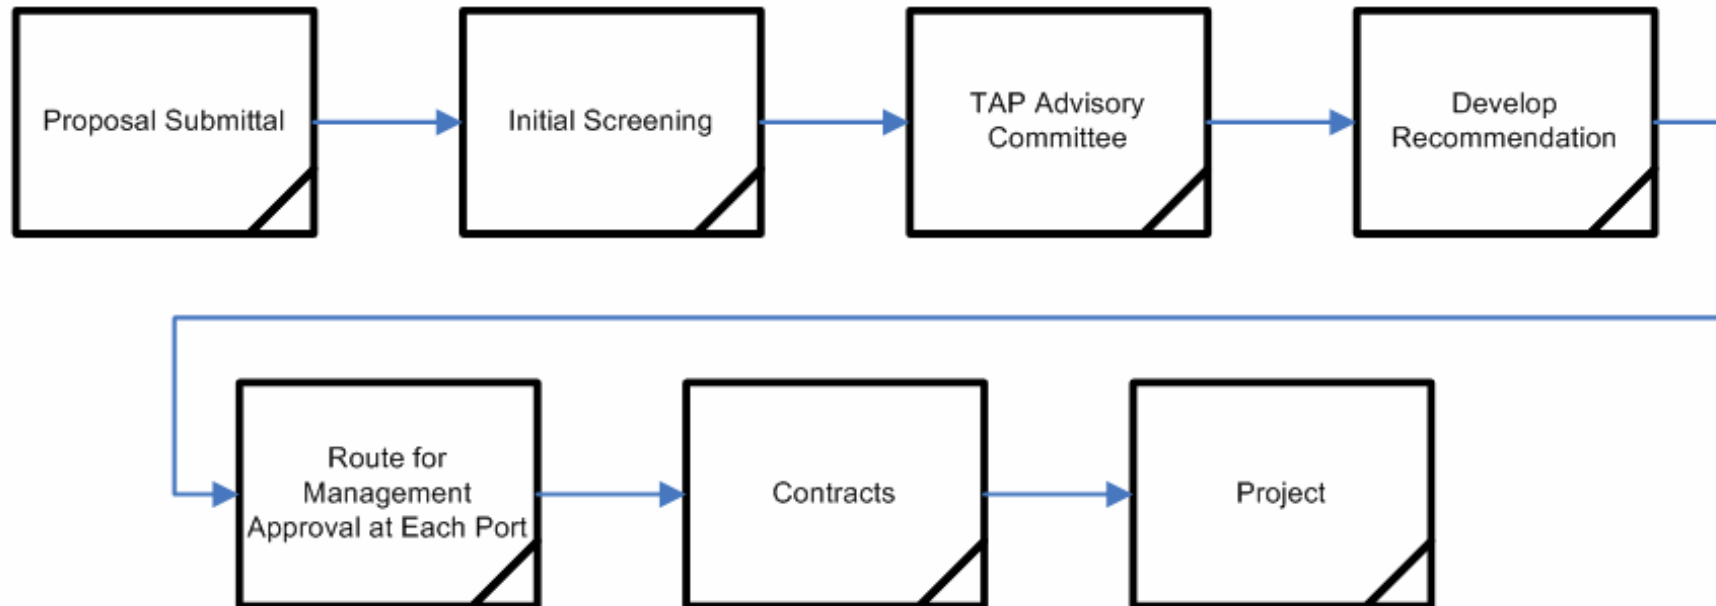 Proposal Submittal
Initial Screening
TAP Advisory
Committee
Develop
Recommendation
Route for
Management
Approval at Each Port
Contracts
Project